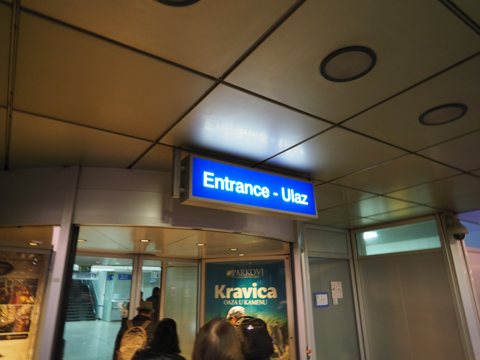 Entrance - Ulaz
#PARKOVI
Kravica
OAZA U KAMENU